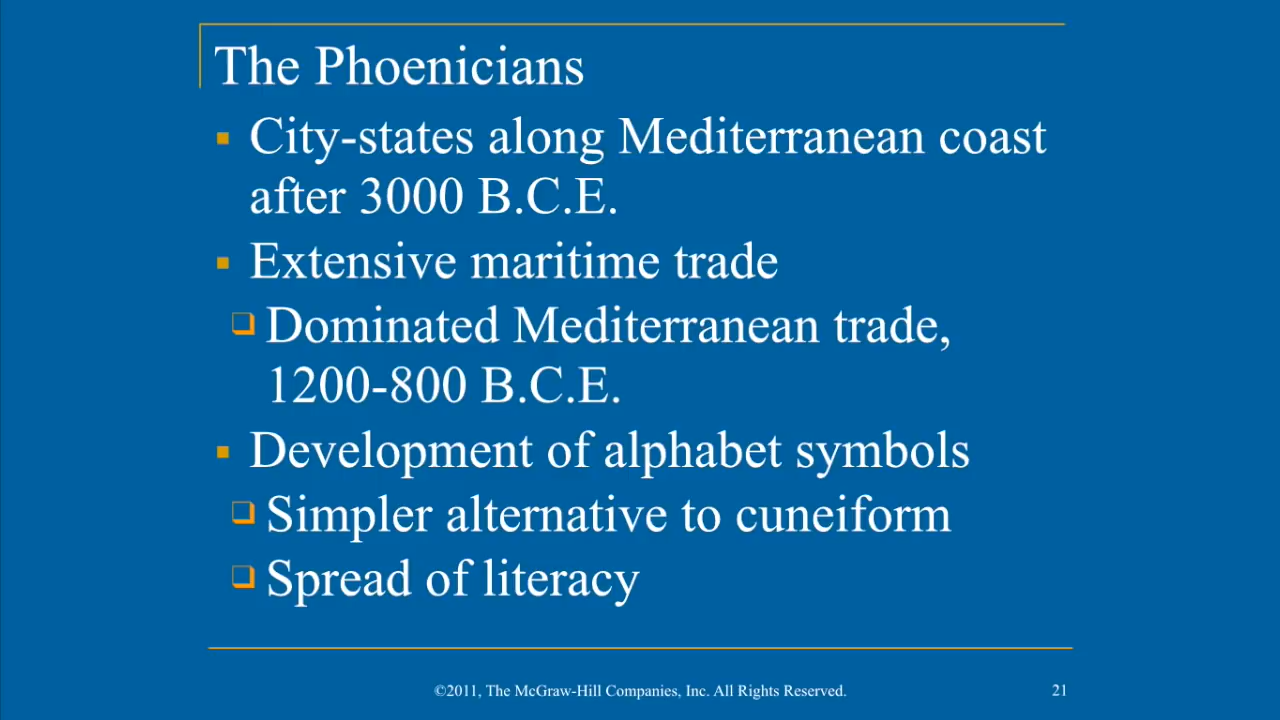 The Phoenicians
▪ City-states along Mediterranean coast
after 3000 B.C.E.
▪ Extensive maritime trade
❑ Dominated Mediterranean trade,
1200-800 B.C.E.
▪ Development of alphabet symbols
❑ Simpler alternative to cuneiform
❑ Spread of literacy
©2011, The McGraw-Hill Companies, Inc. All Rights Reserved.
21